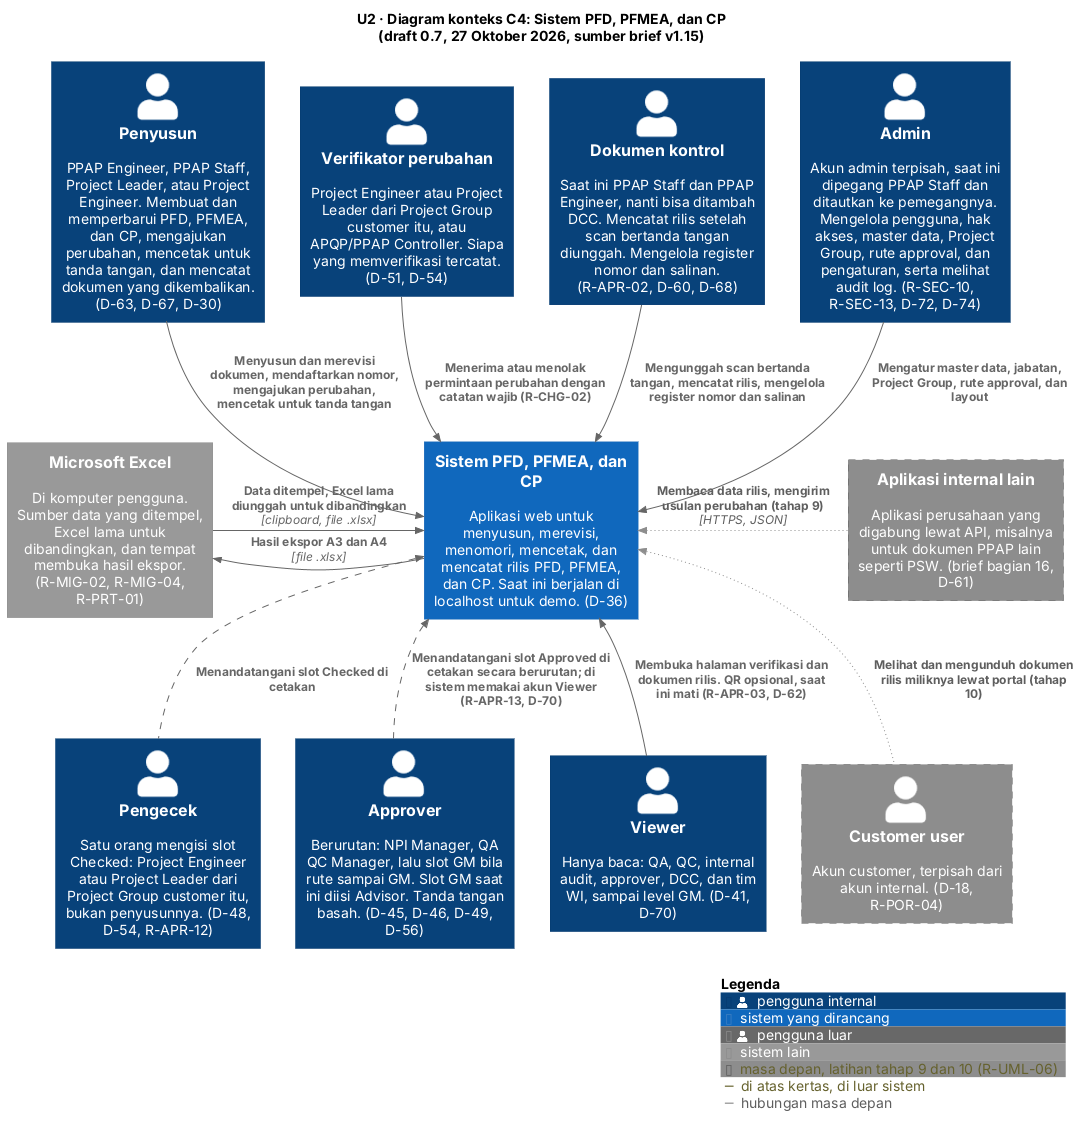 U2 · Diagram konteks C4: Sistem PFD, PFMEA, dan CP
(draft 0.7, 27 Oktober 2026, sumber brief v1.15)
Penyusun
PPAP Engineer, PPAP Staff,
Project Leader, atau Project
Engineer. Membuat dan
memperbarui PFD, PFMEA,
dan CP, mengajukan
perubahan, mencetak untuk
tanda tangan, dan mencatat
dokumen yang dikembalikan.
(D-63, D-67, D-30)
Verifikator perubahan
Project Engineer atau Project
Leader dari Project Group
customer itu, atau
APQP/PPAP Controller. Siapa
yang memverifikasi tercatat.
(D-51, D-54)
Dokumen kontrol
Saat ini PPAP Staff dan PPAP
Engineer, nanti bisa ditambah
DCC. Mencatat rilis setelah
scan bertanda tangan
diunggah. Mengelola register
nomor dan salinan.
(R-APR-02, D-60, D-68)
Admin
Akun admin terpisah, saat ini
dipegang PPAP Staff dan
ditautkan ke pemegangnya.
Mengelola pengguna, hak
akses, master data, Project
Group, rute approval, dan
pengaturan, serta melihat
audit log. (R-SEC-10,
R-SEC-13, D-72, D-74)
Menyusun dan merevisi
dokumen, mendaftarkan nomor,
mengajukan perubahan,
mencetak untuk tanda tangan
Menerima atau menolak
permintaan perubahan dengan
catatan wajib (R-CHG-02)
Mengunggah scan bertanda
tangan, mencatat rilis, mengelola
register nomor dan salinan
Mengatur master data, jabatan,
Project Group, rute approval, dan
layout
Microsoft Excel
Di komputer pengguna.
Sumber data yang ditempel,
Excel lama untuk
dibandingkan, dan tempat
membuka hasil ekspor.
(R-MIG-02, R-MIG-04,
R-PRT-01)
Data ditempel, Excel lama
diunggah untuk dibandingkan
[clipboard, file .xlsx]
Hasil ekspor A3 dan A4
[file .xlsx]
Sistem PFD, PFMEA, dan
CP
Aplikasi web untuk
menyusun, merevisi,
menomori, mencetak, dan
mencatat rilis PFD, PFMEA,
dan CP. Saat ini berjalan di
localhost untuk demo. (D-36)
Membaca data rilis, mengirim
usulan perubahan (tahap 9)
[HTTPS, JSON]
Aplikasi internal lain
Aplikasi perusahaan yang
digabung lewat API, misalnya
untuk dokumen PPAP lain
seperti PSW. (brief bagian 16,
D-61)
Menandatangani slot Checked di
cetakan
Menandatangani slot Approved di
cetakan secara berurutan; di
sistem memakai akun Viewer
(R-APR-13, D-70)
Membuka halaman verifikasi dan
dokumen rilis. QR opsional, saat
ini mati (R-APR-03, D-62)
Melihat dan mengunduh dokumen
rilis miliknya lewat portal (tahap
10)
Pengecek
Satu orang mengisi slot
Checked: Project Engineer
atau Project Leader dari
Project Group customer itu,
bukan penyusunnya. (D-48,
D-54, R-APR-12)
Approver
Berurutan: NPI Manager, QA
QC Manager, lalu slot GM bila
rute sampai GM. Slot GM saat
ini diisi Advisor. Tanda tangan
basah. (D-45, D-46, D-49,
D-56)
Viewer
Hanya baca: QA, QC, internal
audit, approver, DCC, dan tim
WI, sampai level GM. (D-41,
D-70)
Customer user
Akun customer, terpisah dari
akun internal. (D-18,
R-POR-04)
Legenda
pengguna internal
sistem yang dirancang
pengguna luar
sistem lain
masa depan, latihan tahap 9 dan 10 (R-UML-06)
di atas kertas, di luar sistem
hubungan masa depan